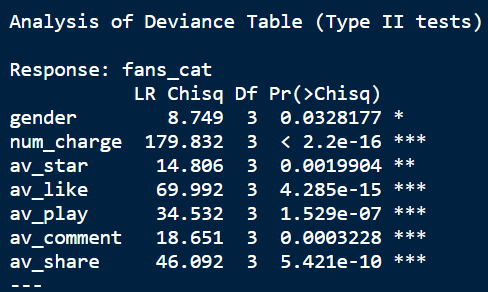 Analysis of Deviance Table (Type II tests)
Response: fans_cat
LR Chisq Df Pr(>Chisq)
gender 8.749 3 0.0328177 *
num_charge 179.832 3 < 2.2e-16 ***
av_star 14.806 3 0.0019904 **
av_like 69.992 3 4.285e-15 ***
av_play 34.532 3 1.529e-07 ***
av_comment 18.651 3 0.0003228 ***
av_share 46.092 3 5.421e-10 ***
---